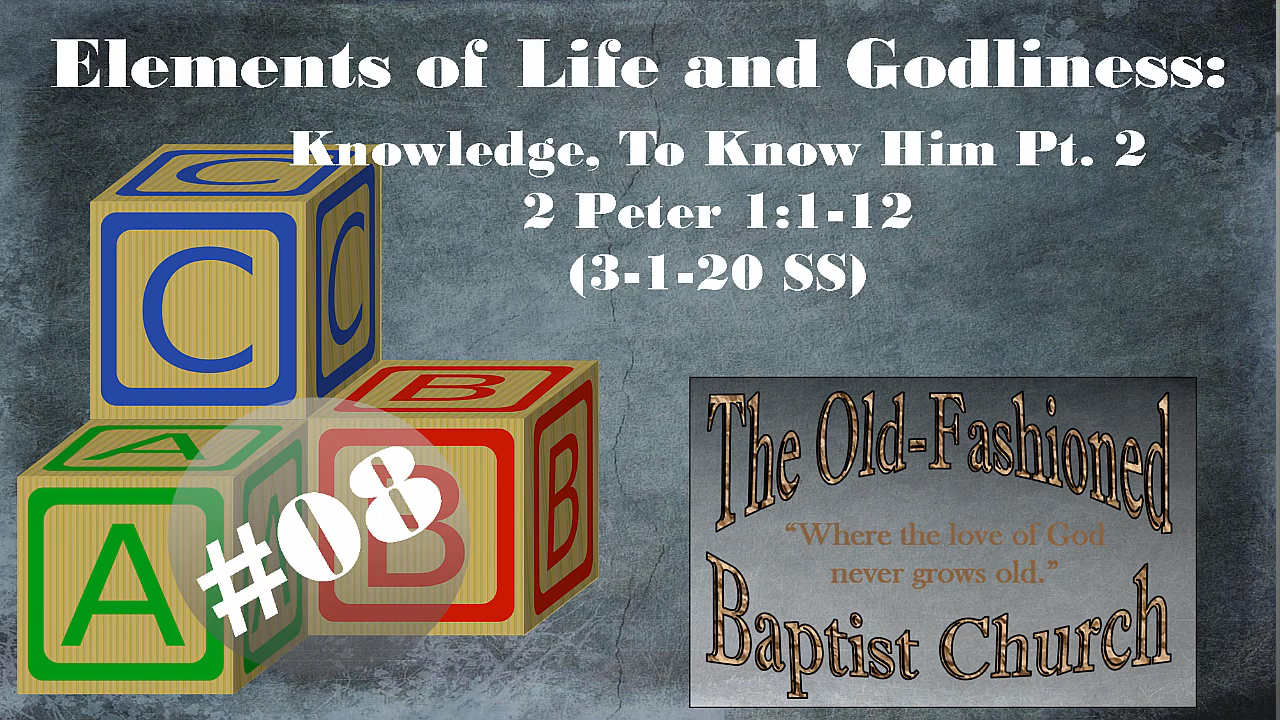 Elements of Life and Godliness:
Knowledge, To Know Him Pt. 2
2 Peter 1:1-12
(3-1-20 SS)
C
C
C
B
B
B
A
A
A
#08
The Old-Fashioned
“Where the love of God
never grows old.”
Baptist Church